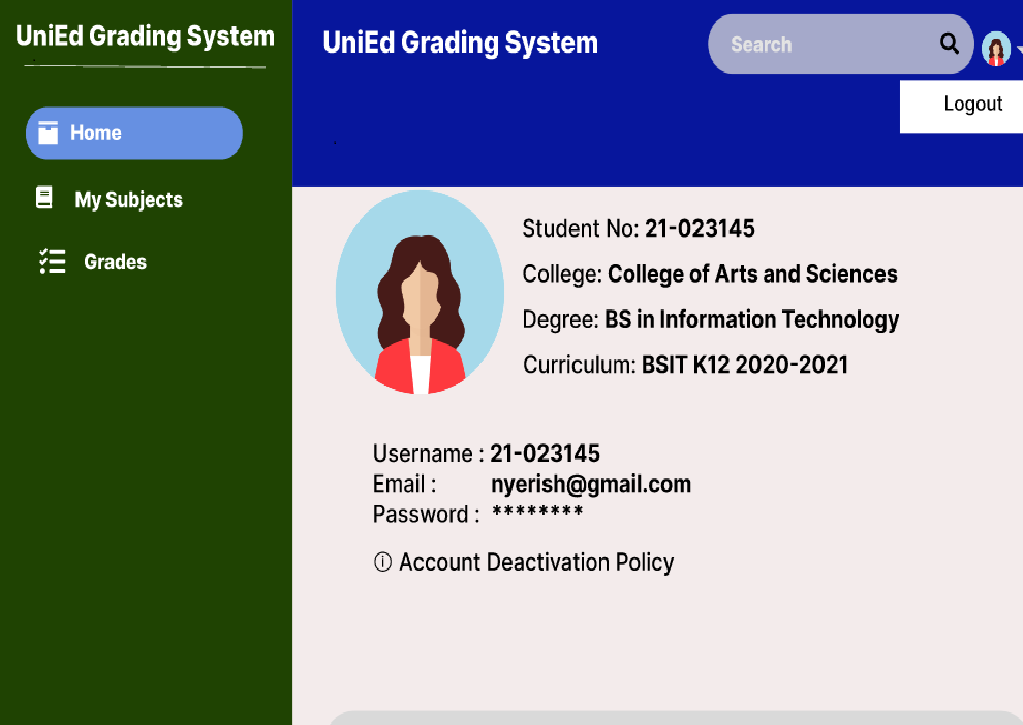 UniEd Grading System
Home
My Subjects
Grades
UniEd Grading System
Search
Logout
Student No: 21-023145
College: College of Arts and Sciences
Degree: BS in Information Technology
Curriculum: BSIT K12 2020-2021
Username : 21-023145
Email : nyerish@gmail.com
Password : ********
ⓘ Account Deactivation Policy